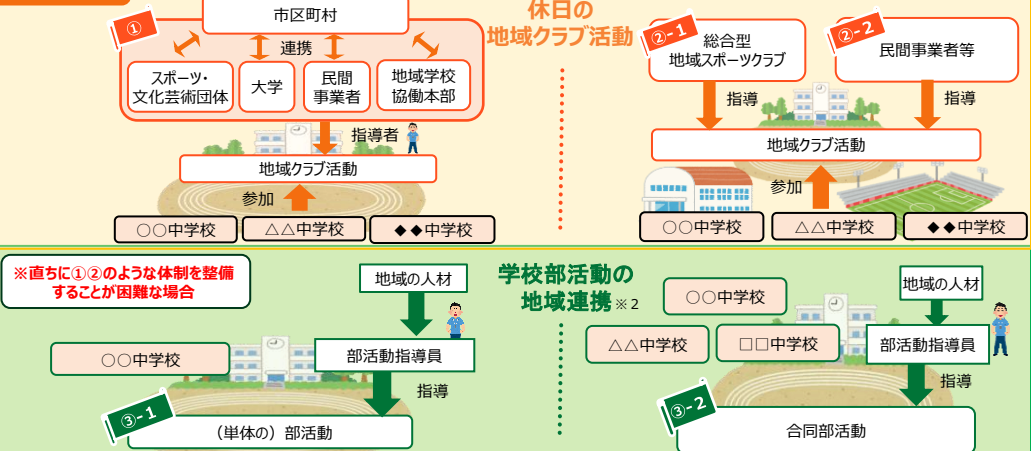 ①
市区町村
連携
スポーツ・
文化芸術団体
大学
民間
事業者
地域学校
協働本部
指導者
地域クラブ活動
参加
○○中学校
△△中学校
◆◆中学校
休日の
地域クラブ活動
②-1
総合型
地域スポーツクラブ
②-2
民間事業者等
指導
指導
地域クラブ活動
参加
○○中学校
△△中学校
◆◆中学校
※直ちに①②のような体制を整備
することが困難な場合
学校部活動の
地域連携※2
地域の人材
○○中学校
部活動指導員
指導
③-1
（単体の）部活動
○○中学校
△△中学校
□□中学校
地域の人材
部活動指導員
指導
③-2
合同部活動